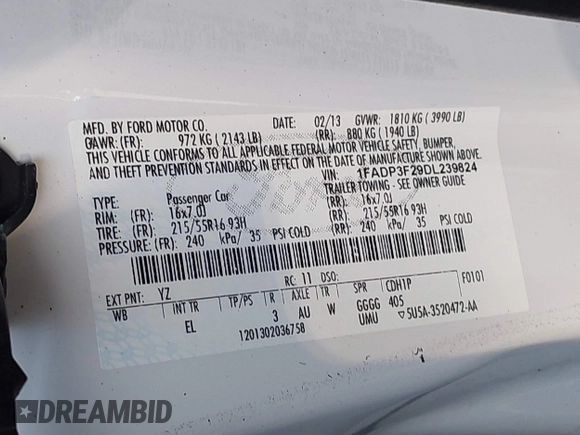 MFD. BY FORD MOTOR CO. DATE: 02/13 GVWR: 1810 KG ( 3990 LB)
GAWR: (FR) 972 KG ( 2143 LB) (RR): 880 KG ( 1940 LB)
THIS VEHICLE CONFORMS TO ALL APPLICABLE FEDERAL MOTOR VEHICLE SAFETY, BUMPER,
AND THEFT PREVENTION STANDARDS IN EFFECT ON THE DATE OF MANUFACTURE SHOWN ABOVE.
VIN: 1FADP3F29DL239824
TYPE: Passenger Car TRAILER TOWING - SEE OWNER GUIDE
RIM: (FR) 16x7.0J (RR) 16x7.0J
TIRE: (FR) 215/55R16 93H (RR) 215/55R16 93H
PRESSURE: (FR) 240 kPa/ 35 PSI COLD (RR) 240 kPa/ 35 PSI COLD
EXT PNT: YZ RC: 11 DSO: F0101
WB INT TR TP/PS R AXLE TR SPR CDH1P
EL 3 AU W GGGG 405
1201302036758 UMU ▽5U5A-3520472-AA
DREAMBID